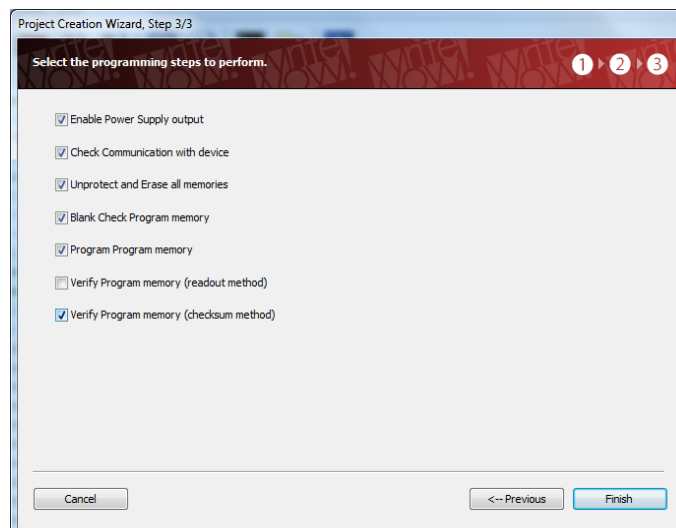 Project Creation Wizard, Step 3/3
Select the programming steps to perform.
1 2 3
Write Now!
Enable Power Supply output
Check Communication with device
Unprotect and Erase all memories
Blank Check Program memory
Program Program memory
Verify Program memory (readout method)
Verify Program memory (checksum method)
Cancel
<-- Previous
Finish